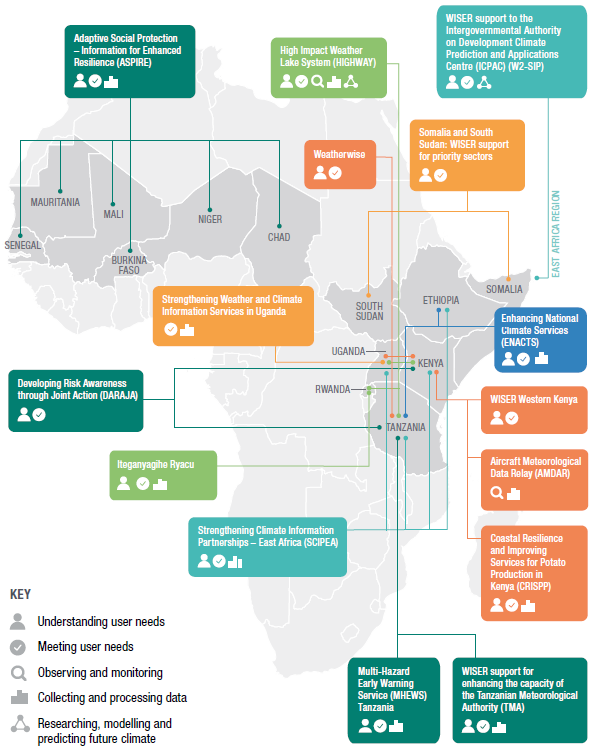 Adaptive Social Protection
– Information for Enhanced
Resilience (ASPIRE)
High Impact Weather
Lake System (HIGHWAY)
WISER support to the
Intergovernmental Authority
on Development Climate
Prediction and Applications
Centre (ICPAC) (W2-SIP)
Weatherwise
Somalia and South
Sudan: WISER support
for priority sectors
EAST AFRICA REGION
MAURITANIA
MALI
NIGER
CHAD
SENEGAL
BURKINA
FASO
SOUTH
SUDAN
ETHIOPIA
SOMALIA
Strengthening Weather and Climate
Information Services in Uganda
Enhancing National
Climate Services
(ENACTS)
UGANDA
KENYA
RWANDA
TANZANIA
Developing Risk Awareness
through Joint Action (DARAJA)
WISER Western Kenya
Iteganyagihe Ryacu
Aircraft Meteorological
Data Relay (AMDAR)
Strengthening Climate Information
Partnerships – East Africa (SCIPEA)
Coastal Resilience
and Improving
Services for Potato
Production in
Kenya (CRISPP)
KEY
Understanding user needs
Meeting user needs
Observing and monitoring
Collecting and processing data
Researching, modelling and
predicting future climate
Multi-Hazard
Early Warning
Service (MHEWS)
Tanzania
WISER support for
enhancing the capacity of
the Tanzanian Meteorological
Authority (TMA)